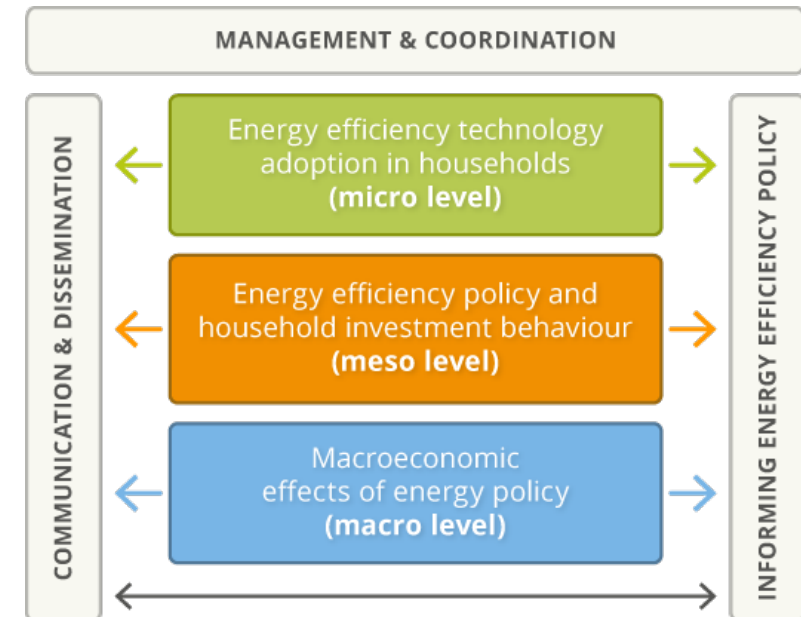 MANAGEMENT & COORDINATION
COMMUNICATION & DISSEMINATION
Energy efficiency technology
adoption in households
(micro level)
Energy efficiency policy and
household investment behaviour
(meso level)
Macroeconomic
effects of energy policy
(macro level)
INFORMING ENERGY EFFICIENCY POLICY